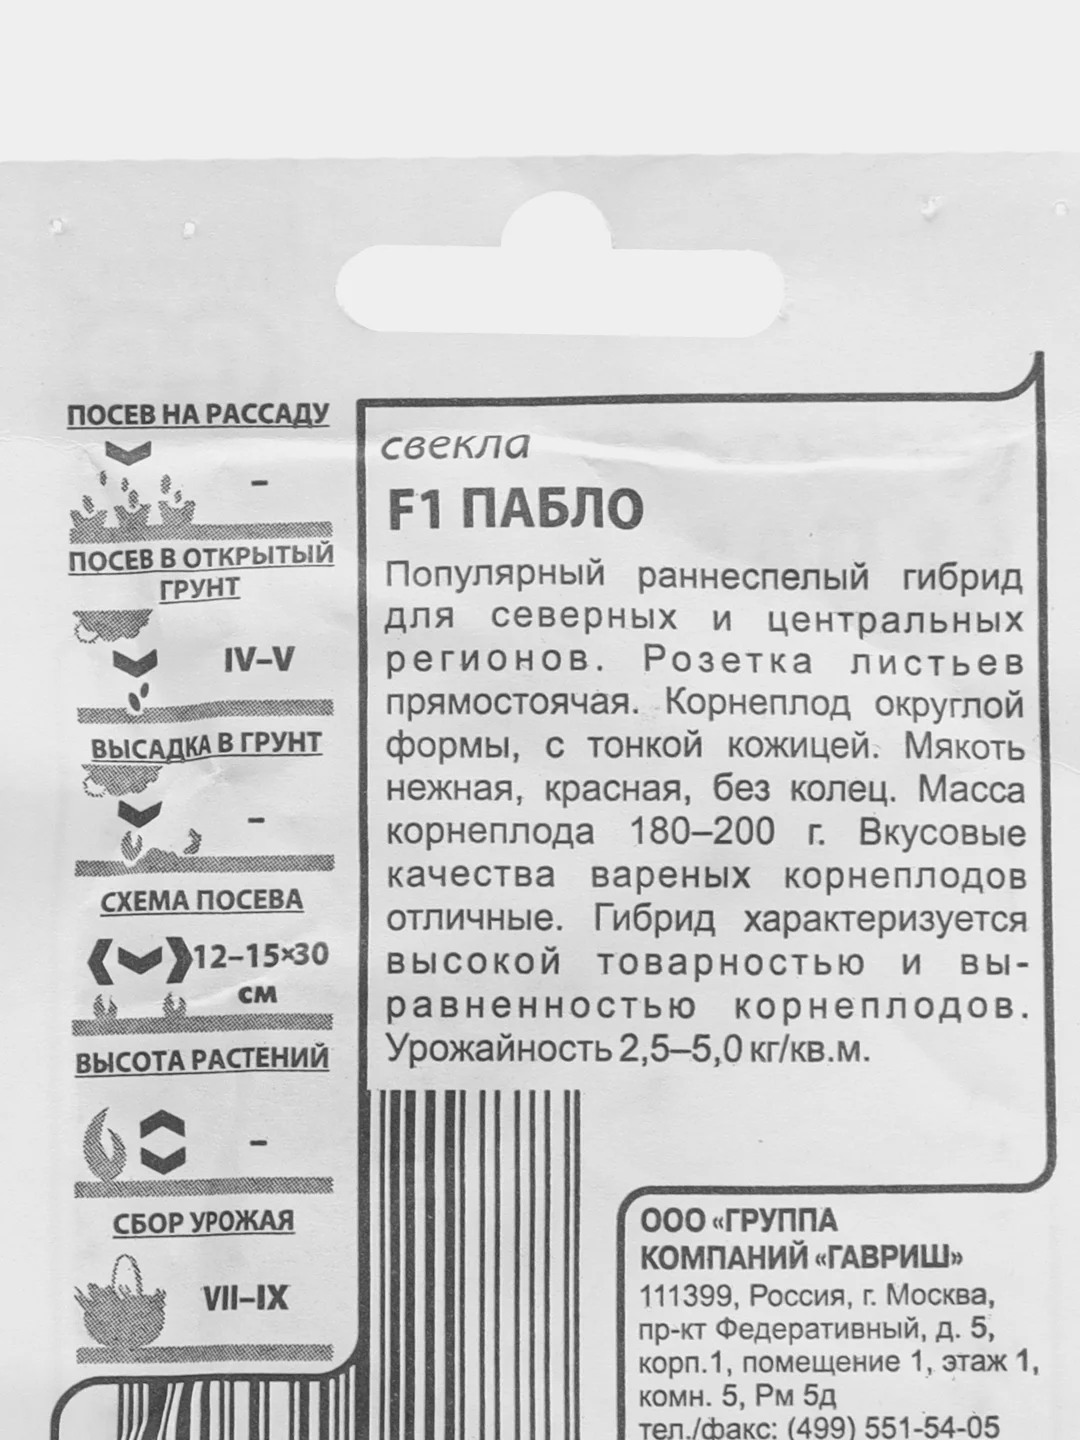 ПОСЕВ НА РАССАДУ
–
ПОСЕВ В ОТКРЫТЫЙ
ГРУНТ
IV–V
ВЫСАДКА В ГРУНТ
–
СХЕМА ПОСЕВА
12–15×30
см
ВЫСОТА РАСТЕНИЙ
–
СБОР УРОЖАЯ
VII–IX
свекла
F1 ПАБЛО
Популярный раннеспелый гибрид
для северных и центральных
регионов. Розетка листьев
прямостоячая. Корнеплод округлой
формы, с тонкой кожицей. Мякоть
нежная, красная, без колец. Масса
корнеплода 180–200 г. Вкусовые
качества вареных корнеплодов
отличные. Гибрид характеризуется
высокой товарностью и вы-
равненностью корнеплодов.
Урожайность 2,5–5,0 кг/кв.м.
ООО «ГРУППА
КОМПАНИЙ «ГАВРИШ»
111399, Россия, г. Москва,
пр-кт Федеративный, д. 5,
корп.1, помещение 1, этаж 1,
комн. 5, Рм 5д
тел./факс: (499) 551-54-05